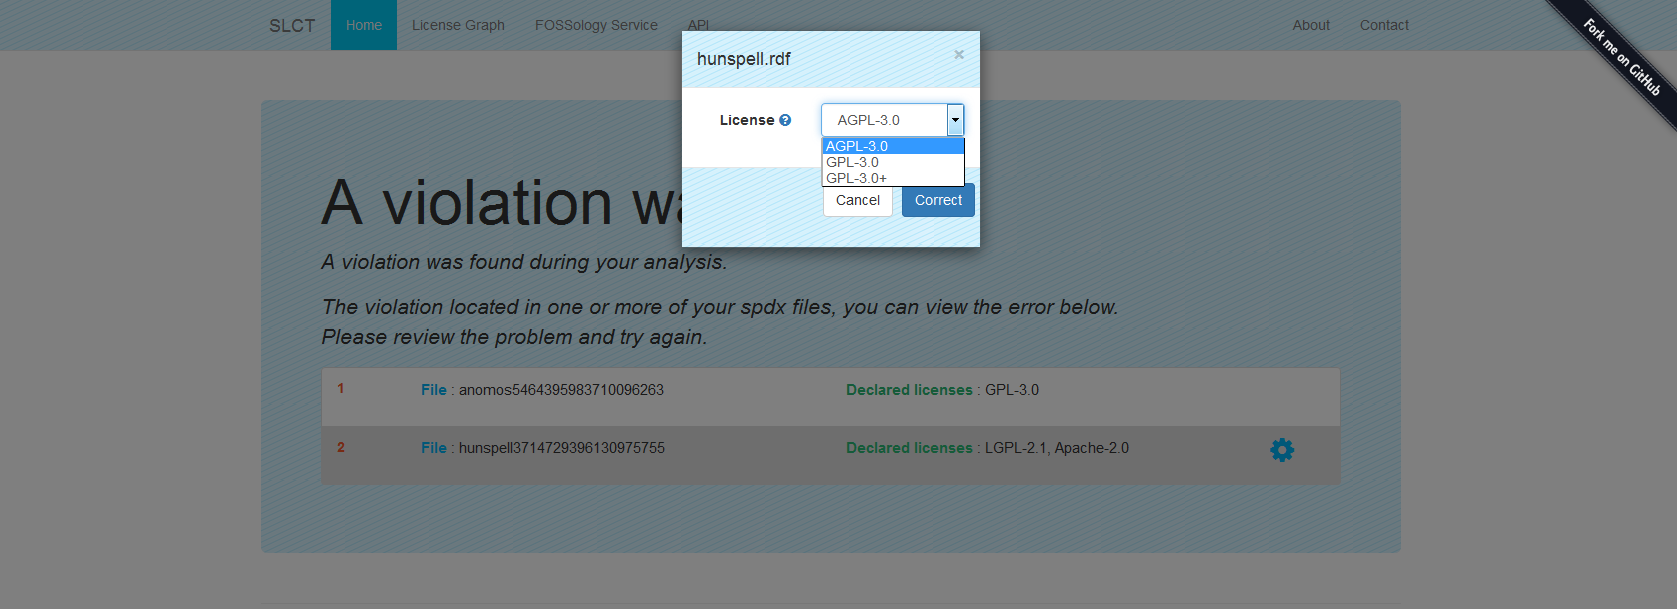 SLCT Home License Graph FOSSology Service API About Contact
Fork me on GitHub
hunspell.rdf ×
License ? AGPL-3.0
AGPL-3.0
GPL-3.0
GPL-3.0+
Cancel Correct
A violation wa
A violation was found during your analysis.
The violation located in one or more of your spdx files, you can view the error below.
Please review the problem and try again.
1 File : anomos5464395983710096263 Declared licenses : GPL-3.0
2 File : hunspell3714729396130975755 Declared licenses : LGPL-2.1, Apache-2.0